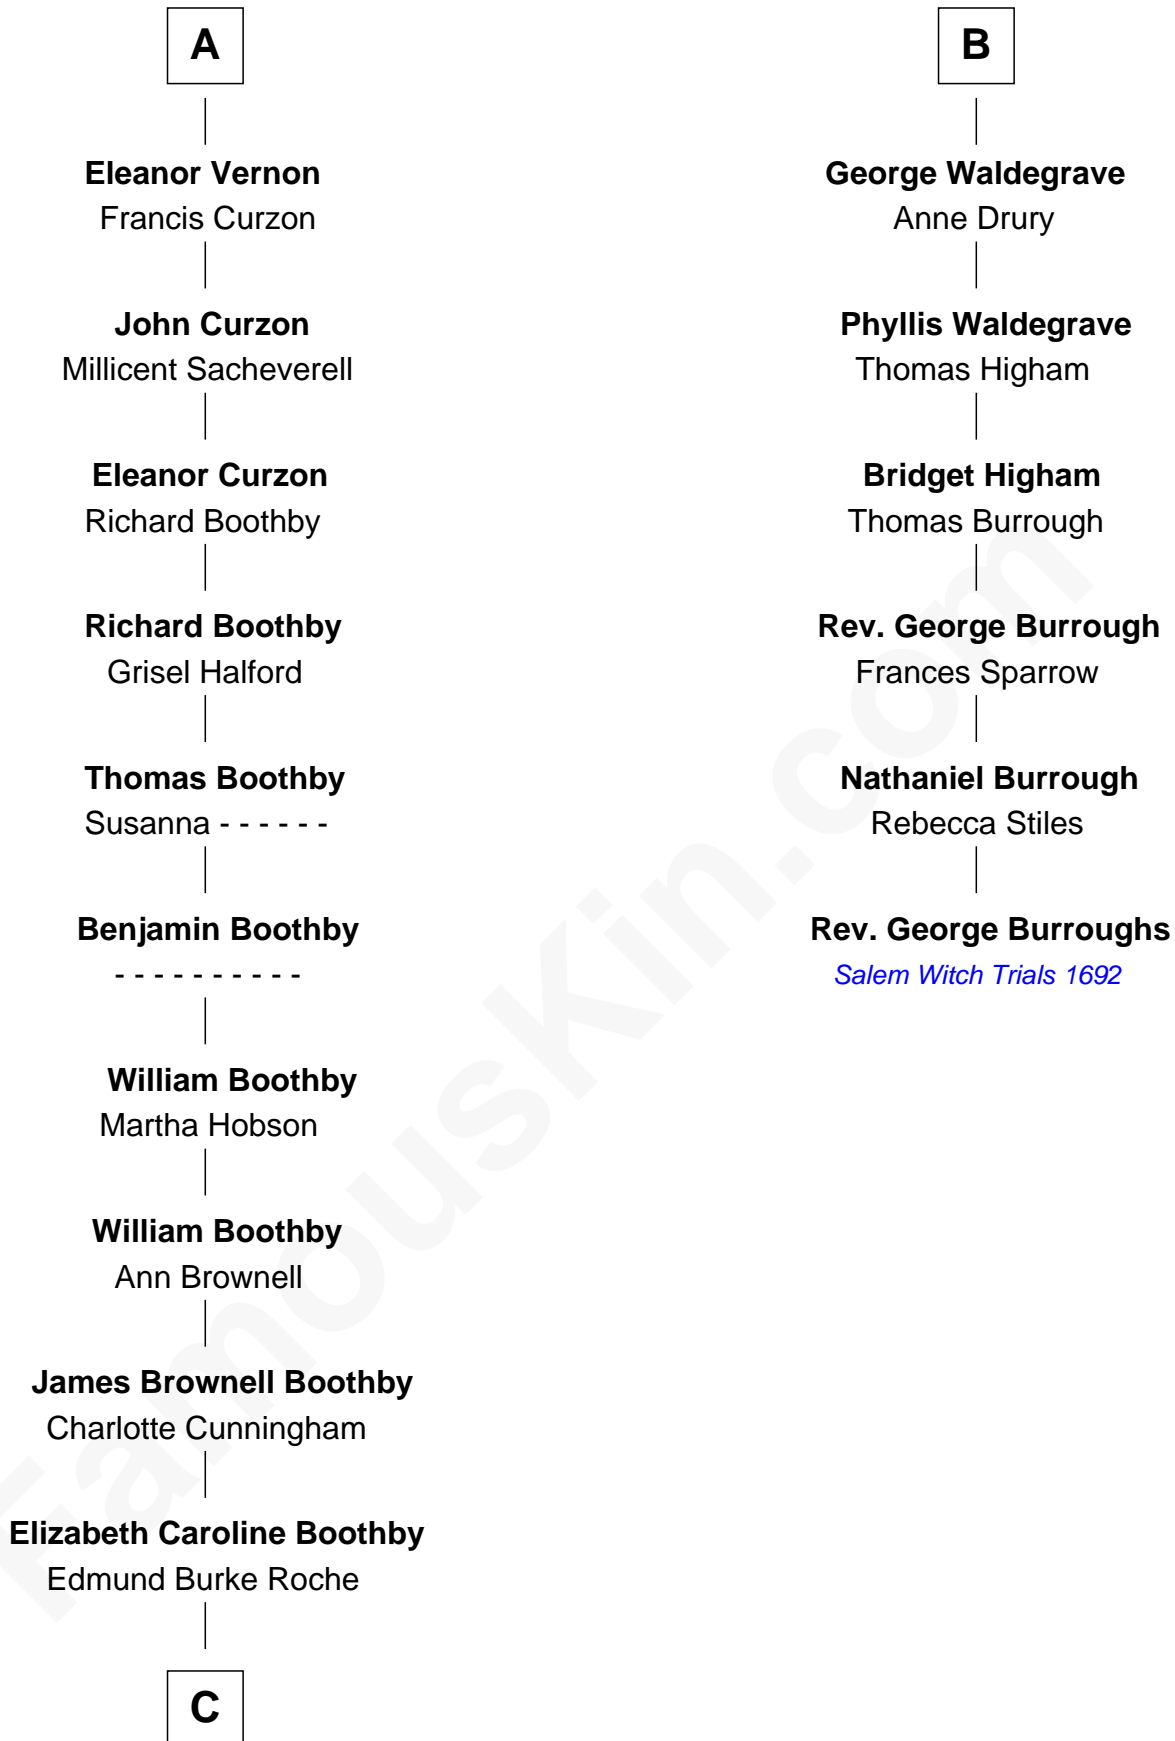 A
Eleanor Vernon
Francis Curzon
John Curzon
Millicent Sacheverell
Eleanor Curzon
Richard Boothby
Richard Boothby
Grisel Halford
Thomas Boothby
Susanna - - - - - -
Benjamin Boothby
- - - - - - - - - -
William Boothby
Martha Hobson
William Boothby
Ann Brownell
James Brownell Boothby
Charlotte Cunningham
Elizabeth Caroline Boothby
Edmund Burke Roche
C
B
George Waldegrave
Anne Drury
Phyllis Waldegrave
Thomas Higham
Bridget Higham
Thomas Burrough
Rev. George Burrough
Frances Sparrow
Nathaniel Burrough
Rebecca Stiles
Rev. George Burroughs
Salem Witch Trials 1692
FamousKin.com